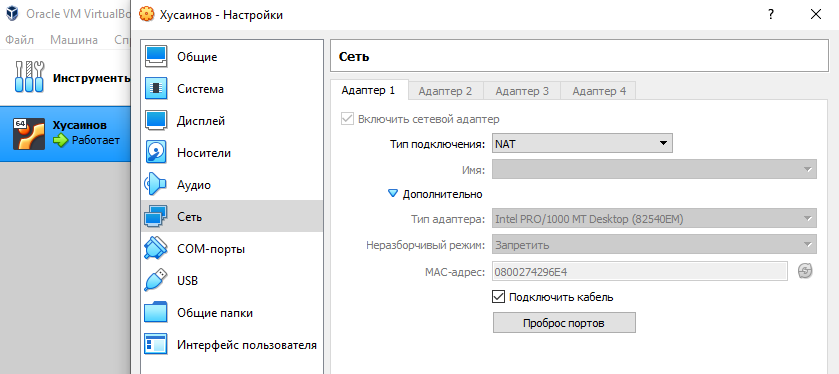 Oracle VM VirtualBo
Файл Машина Спр
Инструменты
64
Хусаинов
Работает
Хусаинов - Настройки
?
Общие
Система
Дисплей
Носители
Аудио
Сеть
COM-порты
USB
Общие папки
Интерфейс пользователя
Сеть
Адаптер 1 Адаптер 2 Адаптер 3 Адаптер 4
Включить сетевой адаптер
Тип подключения: NAT
Имя:
Дополнительно
Тип адаптера: Intel PRO/1000 MT Desktop (82540EM)
Неразборчивый режим: Запретить
MAC-адрес: 0800274296E4
Подключить кабель
Проброс портов